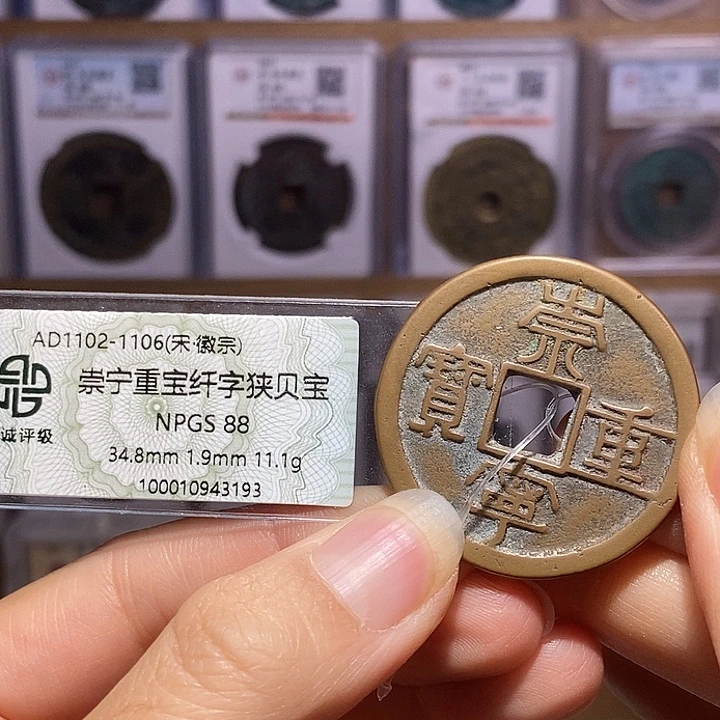 AD1102-1106(宋·徽宗)
崇宁重宝纤字狭贝宝
诚评级
NPGS 88
34.8mm 1.9mm 11.1g
100010943193
崇
寧
重
寶